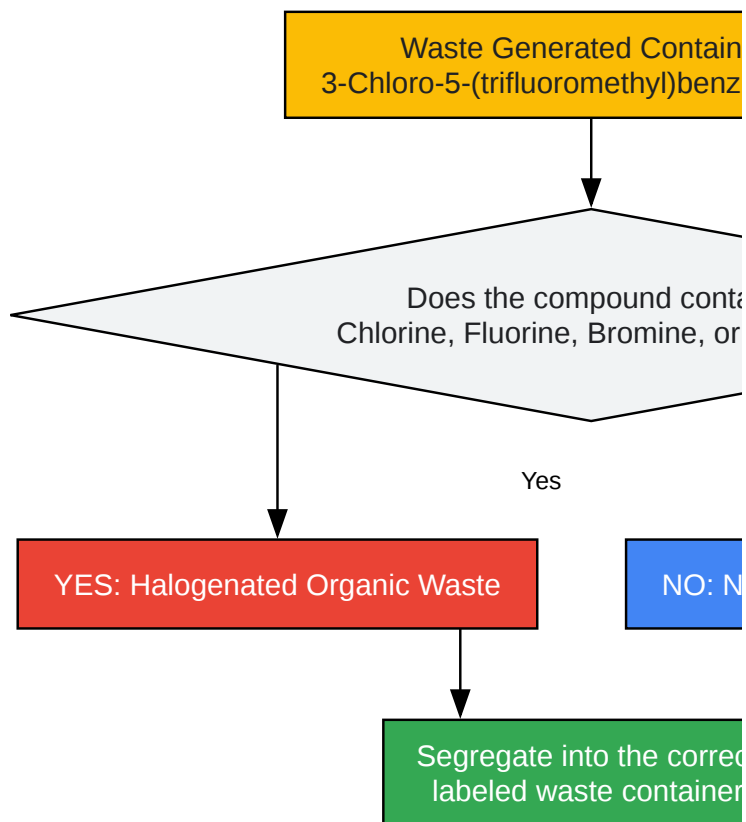 Waste Generated Contain
3-Chloro-5-(trifluoromethyl)benz
Does the compound conta
Chlorine, Fluorine, Bromine, or
Yes
YES: Halogenated Organic Waste
NO: N
Segregate into the correc
labeled waste container